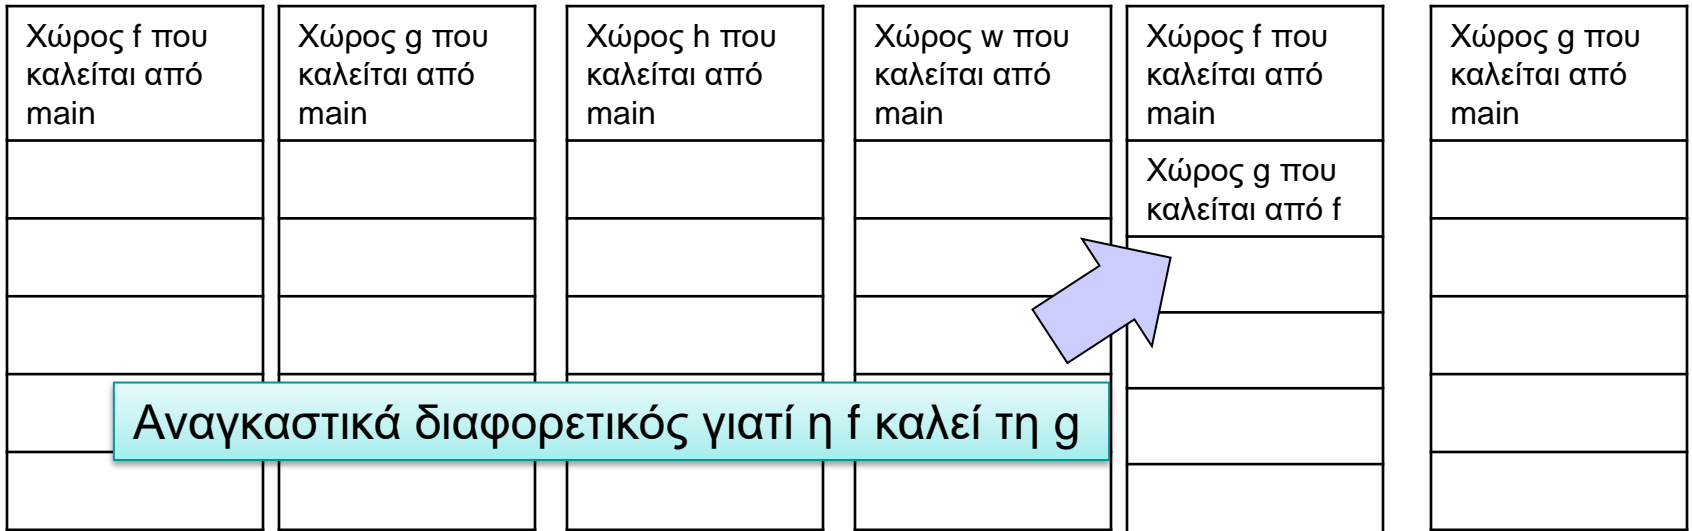 Χώρος f που
καλείται από
main
Χώρος g που
καλείται από
main
Χώρος h που
καλείται από
main
Χώρος w που
καλείται από
main
Χώρος f που
καλείται από
main
Χώρος g που
καλείται από f
Χώρος g που
καλείται από
main
Αναγκαστικά διαφορετικός γιατί η f καλεί τη g